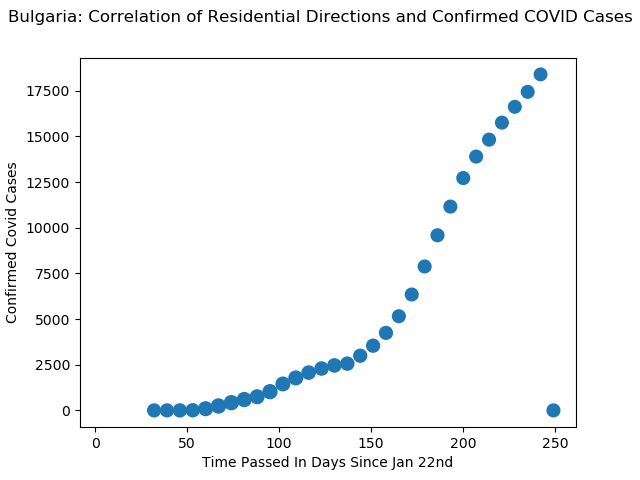 Bulgaria: Correlation of Residential Directions and Confirmed COVID Cases
17500
15000
12500
10000
7500
5000
2500
0
Confirmed Covid Cases
0 50 100 150 200 250
Time Passed In Days Since Jan 22nd